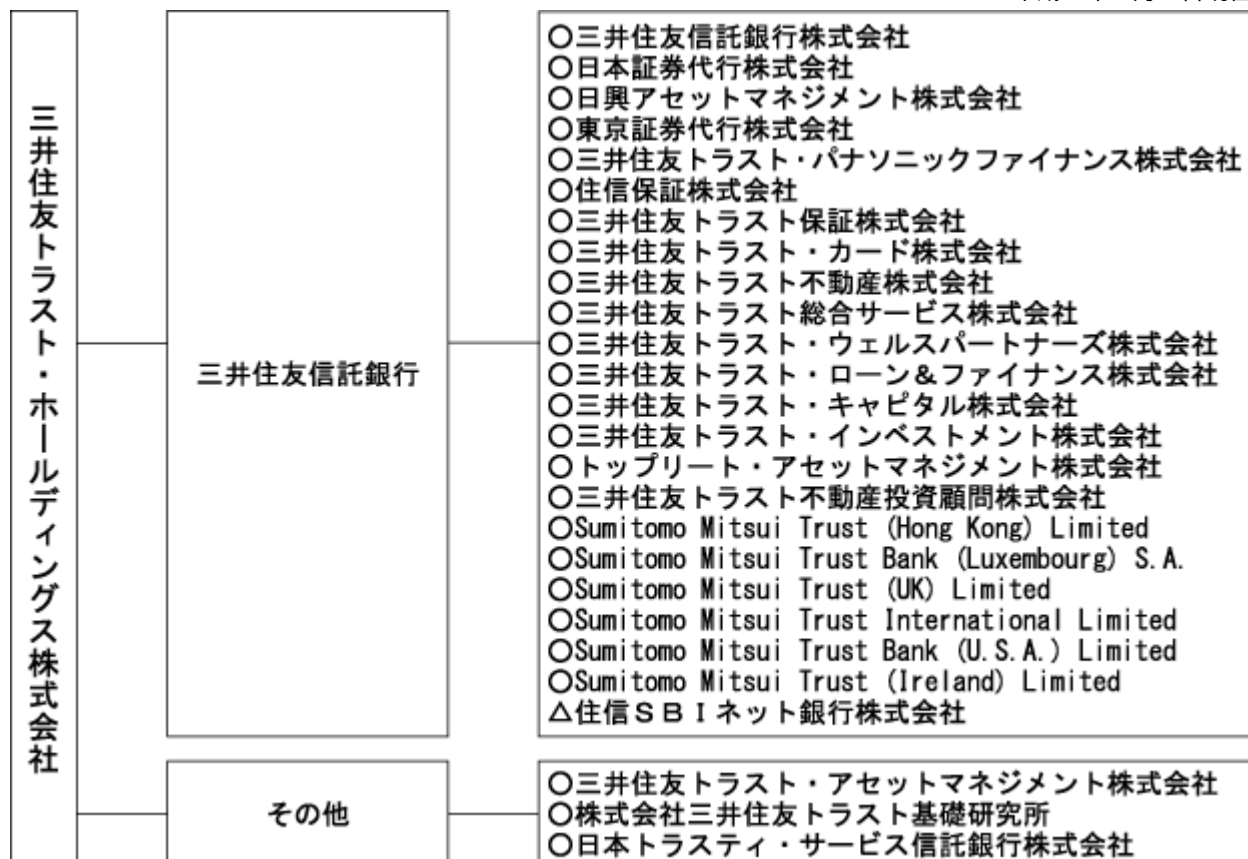 三井住友トラスト・ホールディングス株式会社
三井住友信託銀行
○三井住友信託銀行株式会社
○日本証券代行株式会社
○日興アセットマネジメント株式会社
○東京証券代行株式会社
○三井住友トラスト・パナソニックファイナンス株式会社
○住信保証株式会社
○三井住友トラスト保証株式会社
○三井住友トラスト・カード株式会社
○三井住友トラスト不動産株式会社
○三井住友トラスト総合サービス株式会社
○三井住友トラスト・ウェルスパートナーズ株式会社
○三井住友トラスト・ローン&ファイナンス株式会社
○三井住友トラスト・キャピタル株式会社
○三井住友トラスト・インベストメント株式会社
○トップリート・アセットマネジメント株式会社
○三井住友トラスト不動産投資顧問株式会社
○Sumitomo Mitsui Trust (Hong Kong) Limited
○Sumitomo Mitsui Trust Bank (Luxembourg) S.A.
○Sumitomo Mitsui Trust (UK) Limited
○Sumitomo Mitsui Trust International Limited
○Sumitomo Mitsui Trust Bank (U.S.A.) Limited
○Sumitomo Mitsui Trust (Ireland) Limited
△住信SBIネット銀行株式会社
その他
○三井住友トラスト・アセットマネジメント株式会社
○株式会社三井住友トラスト基礎研究所
○日本トラスティ・サービス信託銀行株式会社